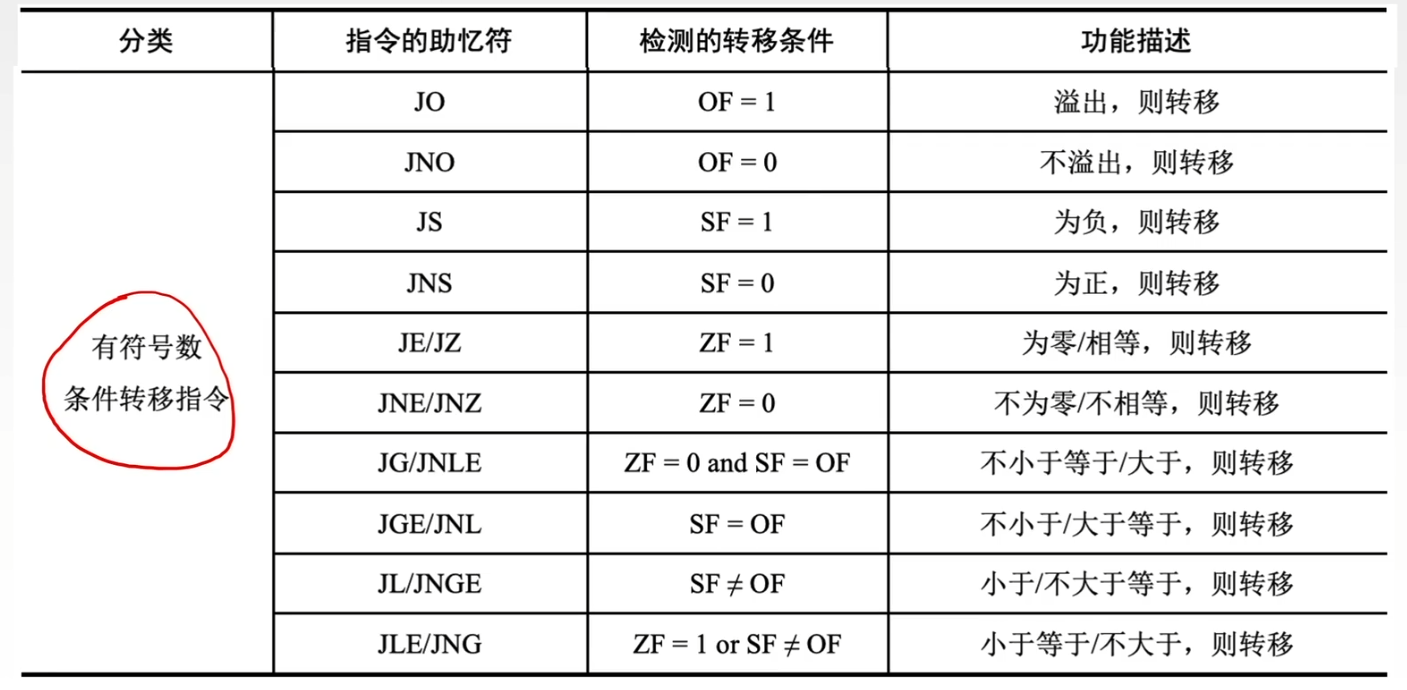 分类 指令的助忆符 检测的转移条件 功能描述
JO OF = 1 溢出，则转移
JNO OF = 0 不溢出，则转移
JS SF = 1 为负，则转移
JNS SF = 0 为正，则转移
有符号数
条件转移指令
JE/JZ ZF = 1 为零/相等，则转移
JNE/JNZ ZF = 0 不为零/不相等，则转移
JG/JNLE ZF = 0 and SF = OF 不小于等于/大于，则转移
JGE/JNL SF = OF 不小于/大于等于，则转移
JL/JNGE SF ≠ OF 小于/不大于等于，则转移
JLE/JNG ZF = 1 or SF ≠ OF 小于等于/不大于，则转移